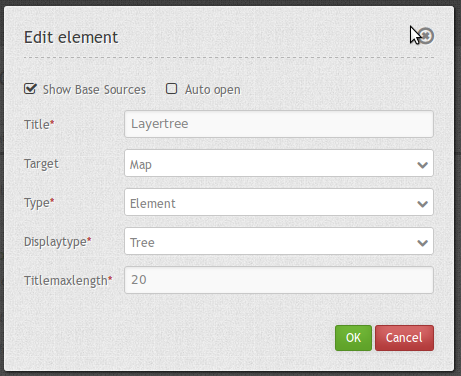 Edit element
Show Base Sources Auto open
Title* Layertree
Target Map
Type* Element
Displaytype* Tree
Titlemaxlength* 20
OK Cancel